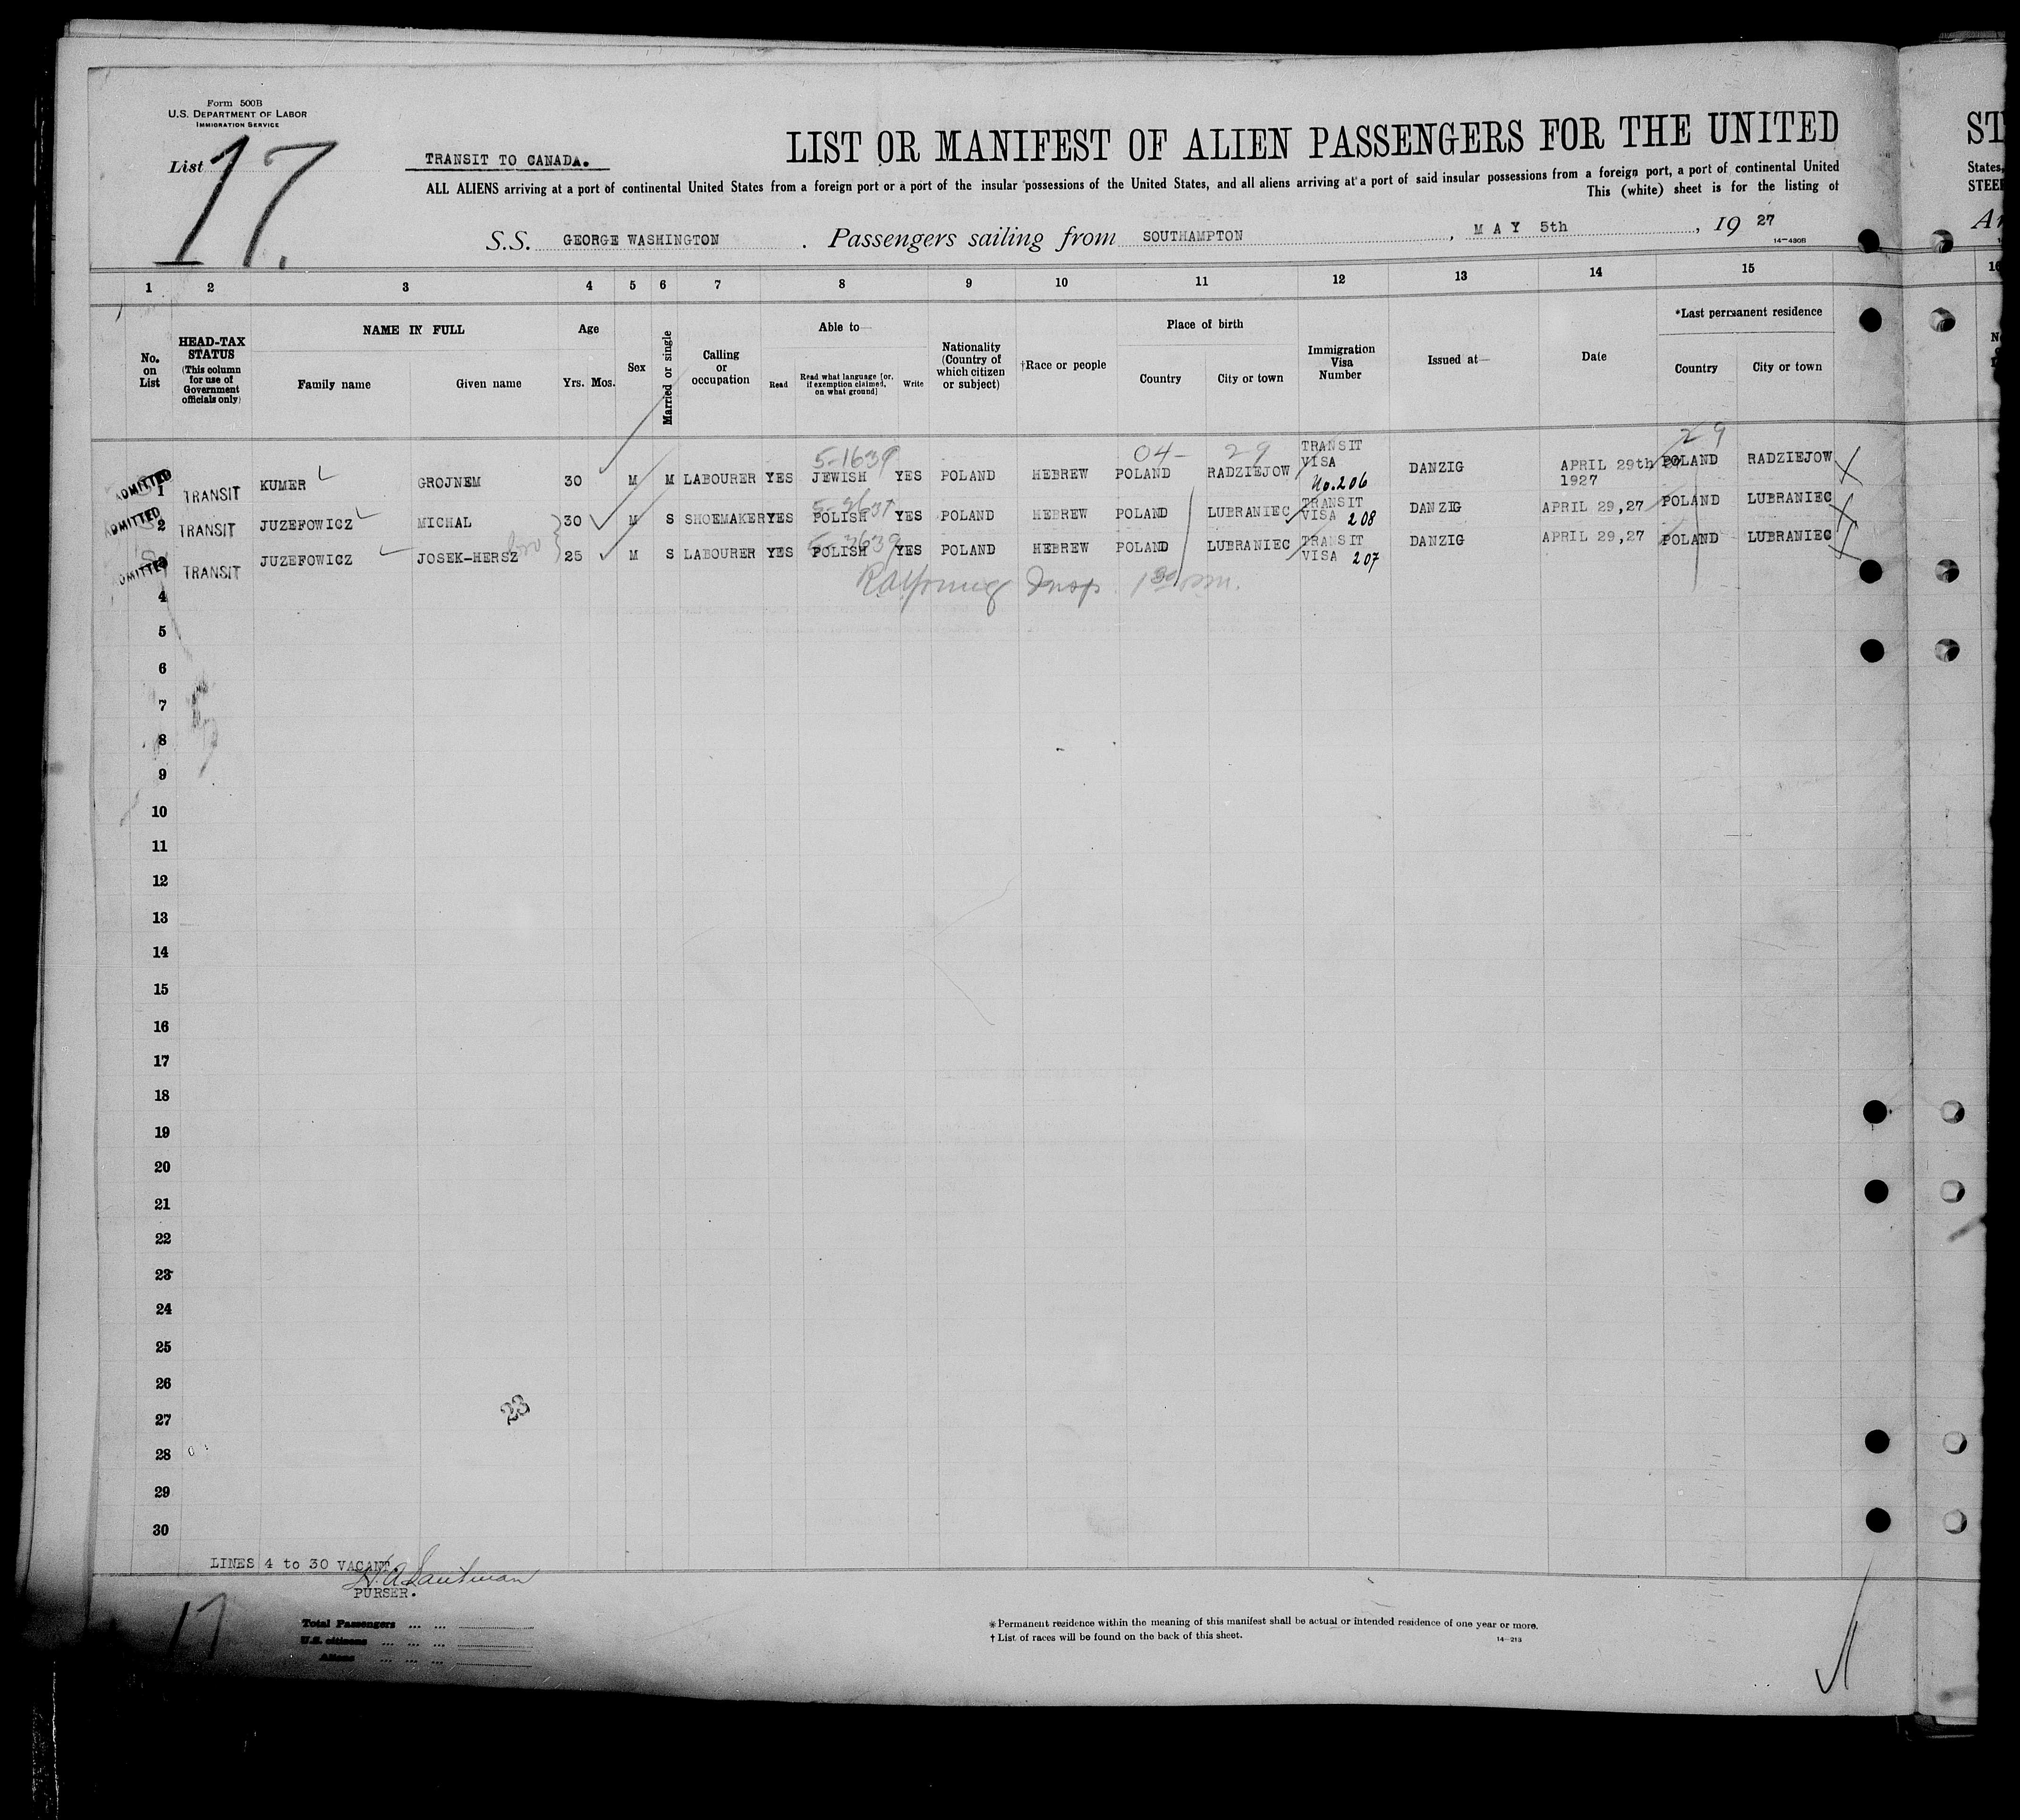 Form 500B
U.S. DEPARTMENT OF LABOR
IMMIGRATION SERVICE
List 17.
TRANSIT TO CANADA.
LIST OR MANIFEST OF ALIEN PASSENGERS FOR THE UNITED
ST
ALL ALIENS arriving at a port of continental United States from a foreign port or a port of the insular possessions of the United States, and all aliens arriving at a port of said insular possessions from a foreign port, a port of continental United
States,
This (white) sheet is for the listing of
STEE
S.S. GEORGE WASHINGTON . Passengers sailing from SOUTHAMPTON , MAY 5th , 19 27
14-430B
1 2 3 4 5 6 7 8 9 10 11 12 13 14 15
No. on List
HEAD-TAX STATUS (This column for use of Government officials only)
NAME IN FULL
Family name
Given name
Age
Yrs. Mos.
Sex
Married or single
Calling or occupation
Able to—
Read
Read what language [or, if exemption claimed, on what ground]
Write
Nationality (Country of which citizen or subject)
†Race or people
Place of birth
Country
City or town
Immigration Visa Number
Issued at—
Date
*Last permanent residence
Country
City or town
5-1639 04- 29 29
ADMITTED 1 TRANSIT KUMER GROJNEM 30 M M LABOURER YES JEWISH YES POLAND HEBREW POLAND RADZIEJOW TRANSIT VISA No. 206 DANZIG APRIL 29th 1927 POLAND RADZIEJOW
ADMITTED 2 TRANSIT JUZEFOWICZ MICHAL 30 M S SHOEMAKER YES POLISH YES POLAND HEBREW POLAND LUBRANIEC TRANSIT VISA 208 DANZIG APRIL 29,27 POLAND LUBRANIEC
ADMITTED 3 TRANSIT JUZEFOWICZ JOSEK-HERSZ 25 M S LABOURER YES POLISH YES POLAND HEBREW POLAND LUBRANIEC TRANSIT VISA 207 DANZIG APRIL 29,27 POLAND LUBRANIEC
4
5
6
7
8
9
10
11
12
13
14
15
16
17
18
19
20
21
22
23
24
25
26
27
28
29
30
23
LINES 4 to 30 VACANT.
PURSER.
17
Total Passengers ... ...
U.S. citizens ... ... ...
Aliens ... ... ...
* Permanent residence within the meaning of this manifest shall be actual or intended residence of one year or more.
† List of races will be found on the back of this sheet.
14-213